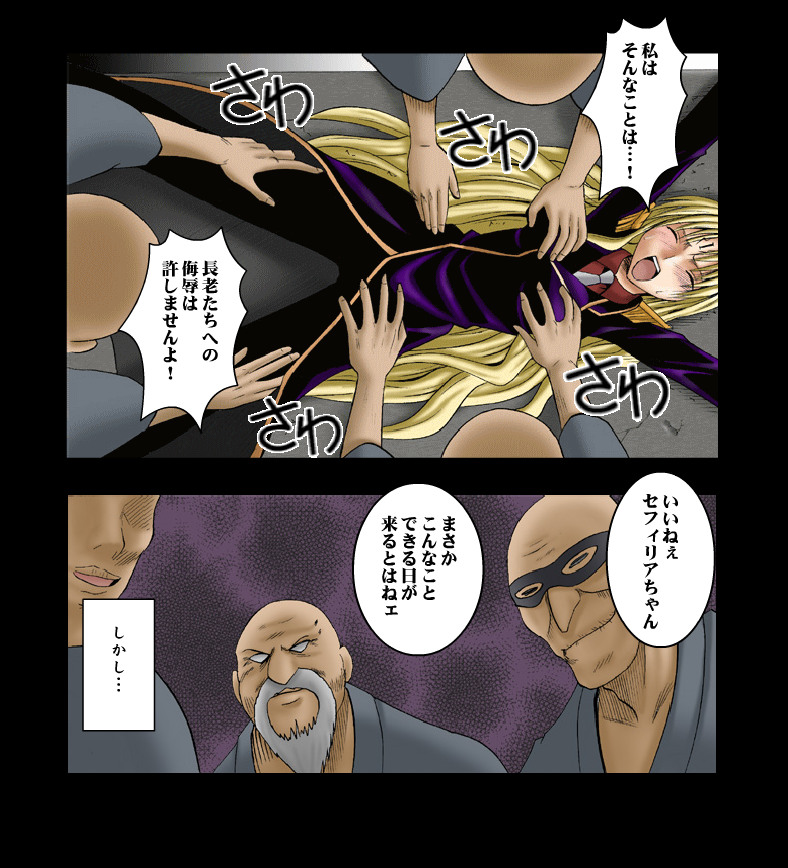 私は
そんなことは…！
さわ
さわ
長老たちへの
侮辱は
許しませんよ！
さわ
さわ
いいねぇ
セフィリアちゃん
まさか
こんなこと
できる日が
来るとはねェ
しかし…